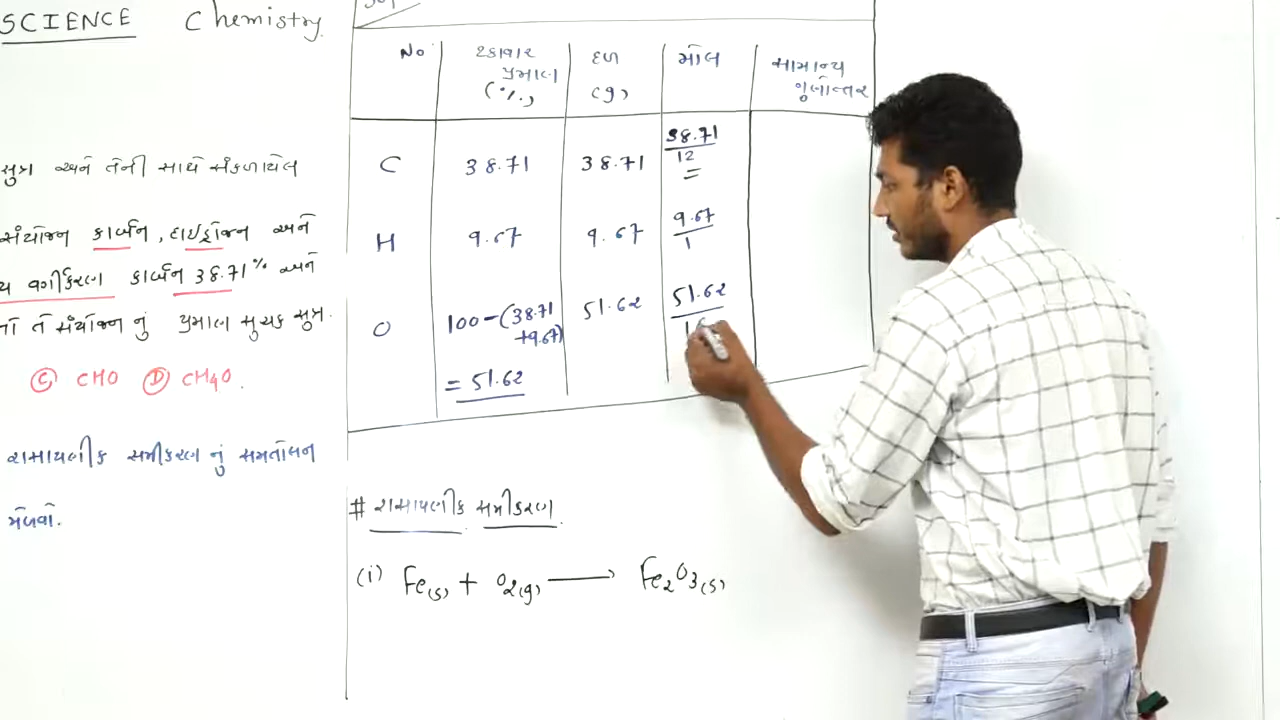 SCIENCE Chemistry
સુત્ર અને તેની સાથે સંકળાયેલ
સંયોજન કાર્બન, હાઇડ્રોજન અને
વર્ગીકરણ કાર્બન 38.71% અને
તો તે સંયોજન નું પ્રમાણ સુચક સુત્ર.
Ⓒ CHO Ⓓ CH₄O.
રાસાયણીક સમીકરણ નું સમતોલન
મેળવો.
No. ટકાવાર પ્રમાણ (%) દળ (g) મોલ સામાન્ય ગુણોત્તર
C 38.71 38.71 38.71/12 =
H 9.67 9.67 9.67/1
O 100-(38.71+9.67) 51.62 51.62/16
= 51.62
# રાસાયણીક સમીકરણ.
(i) Fe(s) + O₂(g) ⟶ Fe₂O₃(s)